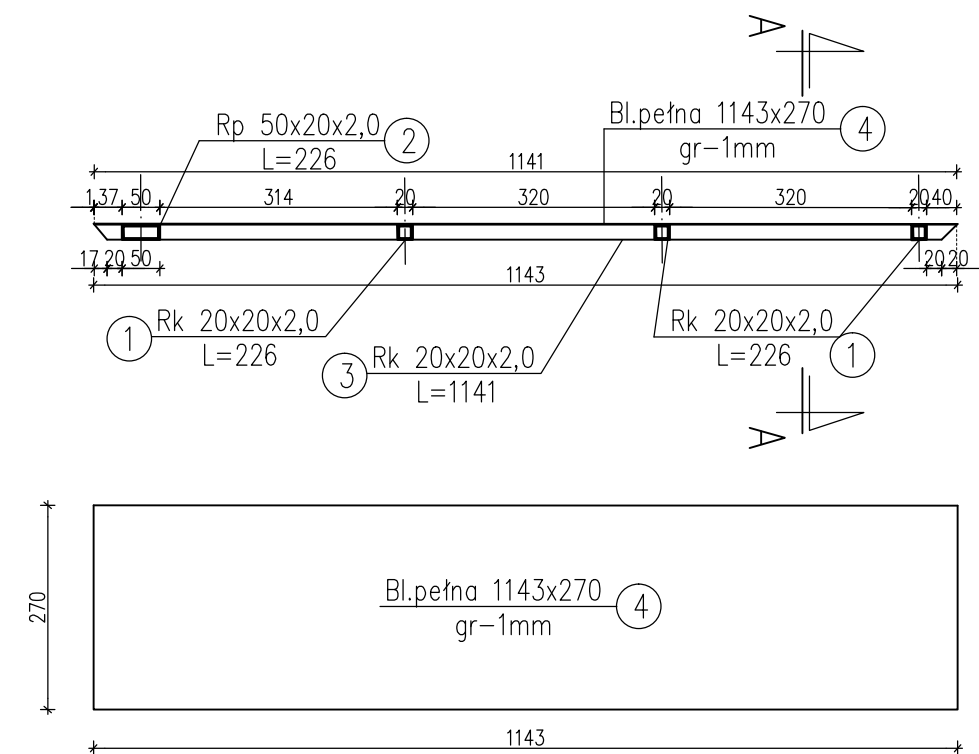 A
Rp 50x20x2,0
2
L=226
Bl.pełna 1143x270
4
gr-1mm
1141
1 37 50 314 20 320 20 320 20 40
17 20 50 20 20
1143
1
Rk 20x20x2,0
L=226
3
Rk 20x20x2,0
L=1141
Rk 20x20x2,0
L=226
1
A
270
Bl.pełna 1143x270
4
gr-1mm
1143